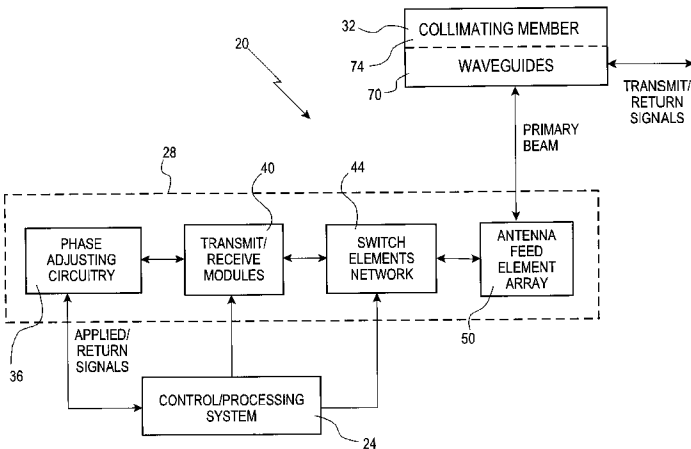 32
COLLIMATING MEMBER
74
WAVEGUIDES
70
20
TRANSMIT/
RETURN
SIGNALS
PRIMARY
BEAM
28
40
44
PHASE
ADJUSTING
CIRCUITRY
TRANSMIT/
RECEIVE
MODULES
SWITCH
ELEMENTS
NETWORK
ANTENNA
FEED
ELEMENT
ARRAY
36
APPLIED/
RETURN
SIGNALS
50
CONTROL/PROCESSING
SYSTEM
24